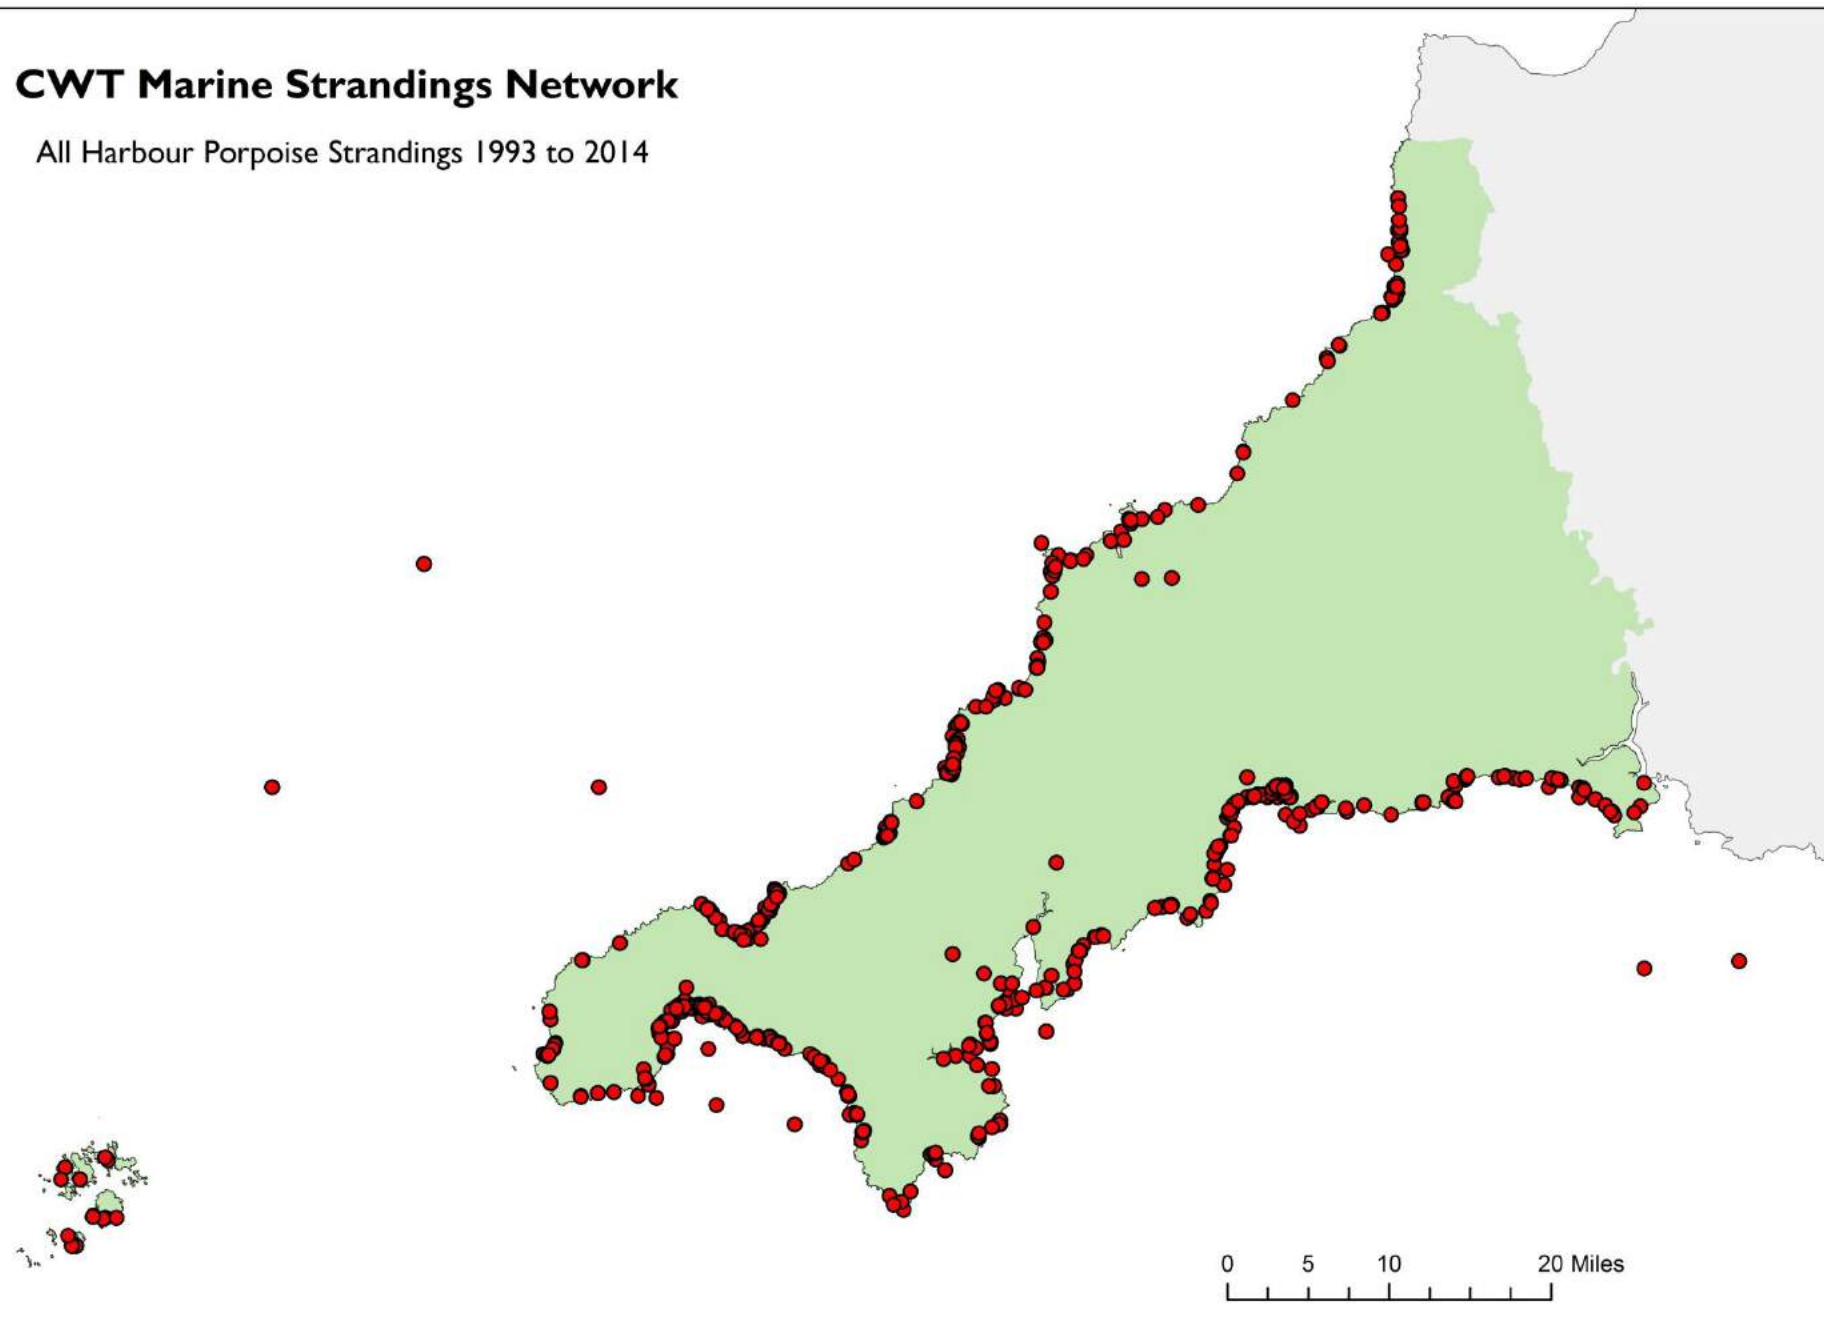 CWT Marine Strandings Network
All Harbour Porpoise Strandings 1993 to 2014
0 5 10 20 Miles